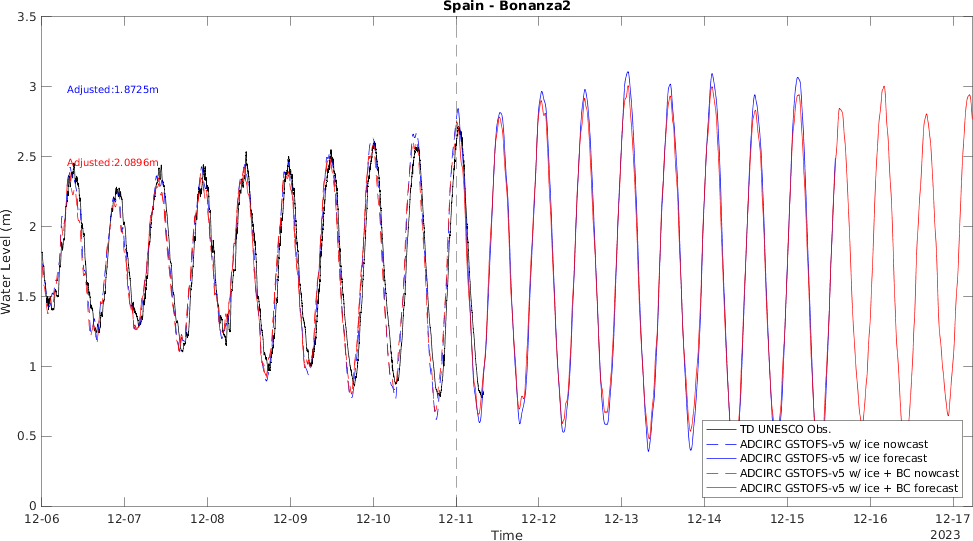 Spain - Bonanza2
3.5
3
2.5
2
1.5
1
0.5
0
Water Level (m)
Adjusted:1.8725m
Adjusted:2.0896m
TD UNESCO Obs.
ADCIRC GSTOFS-v5 w/ ice nowcast
ADCIRC GSTOFS-v5 w/ ice forecast
ADCIRC GSTOFS-v5 w/ ice + BC nowcast
ADCIRC GSTOFS-v5 w/ ice + BC forecast
12-06 12-07 12-08 12-09 12-10 12-11 12-12 12-13 12-14 12-15 12-16 12-17
Time
2023